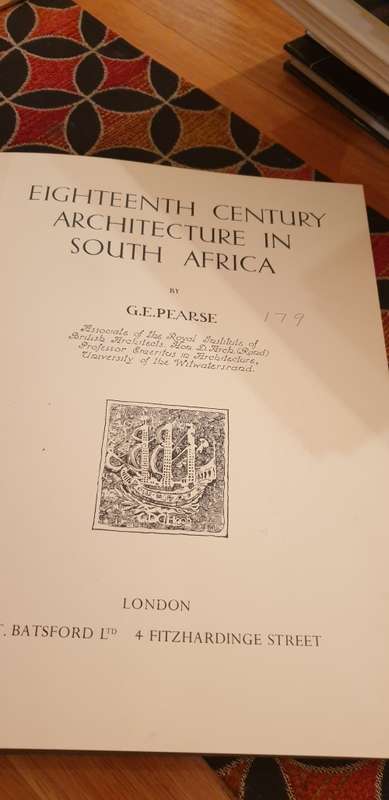 EIGHTEENTH CENTURY
ARCHITECTURE IN
SOUTH AFRICA
BY
G.E.PEARSE
179
Associate of the Royal Institute of
British Architects. Hon. D. Arch. (Rand)
Professor Emeritus in Architecture,
University of the Witwatersrand.
LONDON
T. BATSFORD LTD 4 FITZHARDINGE STREET